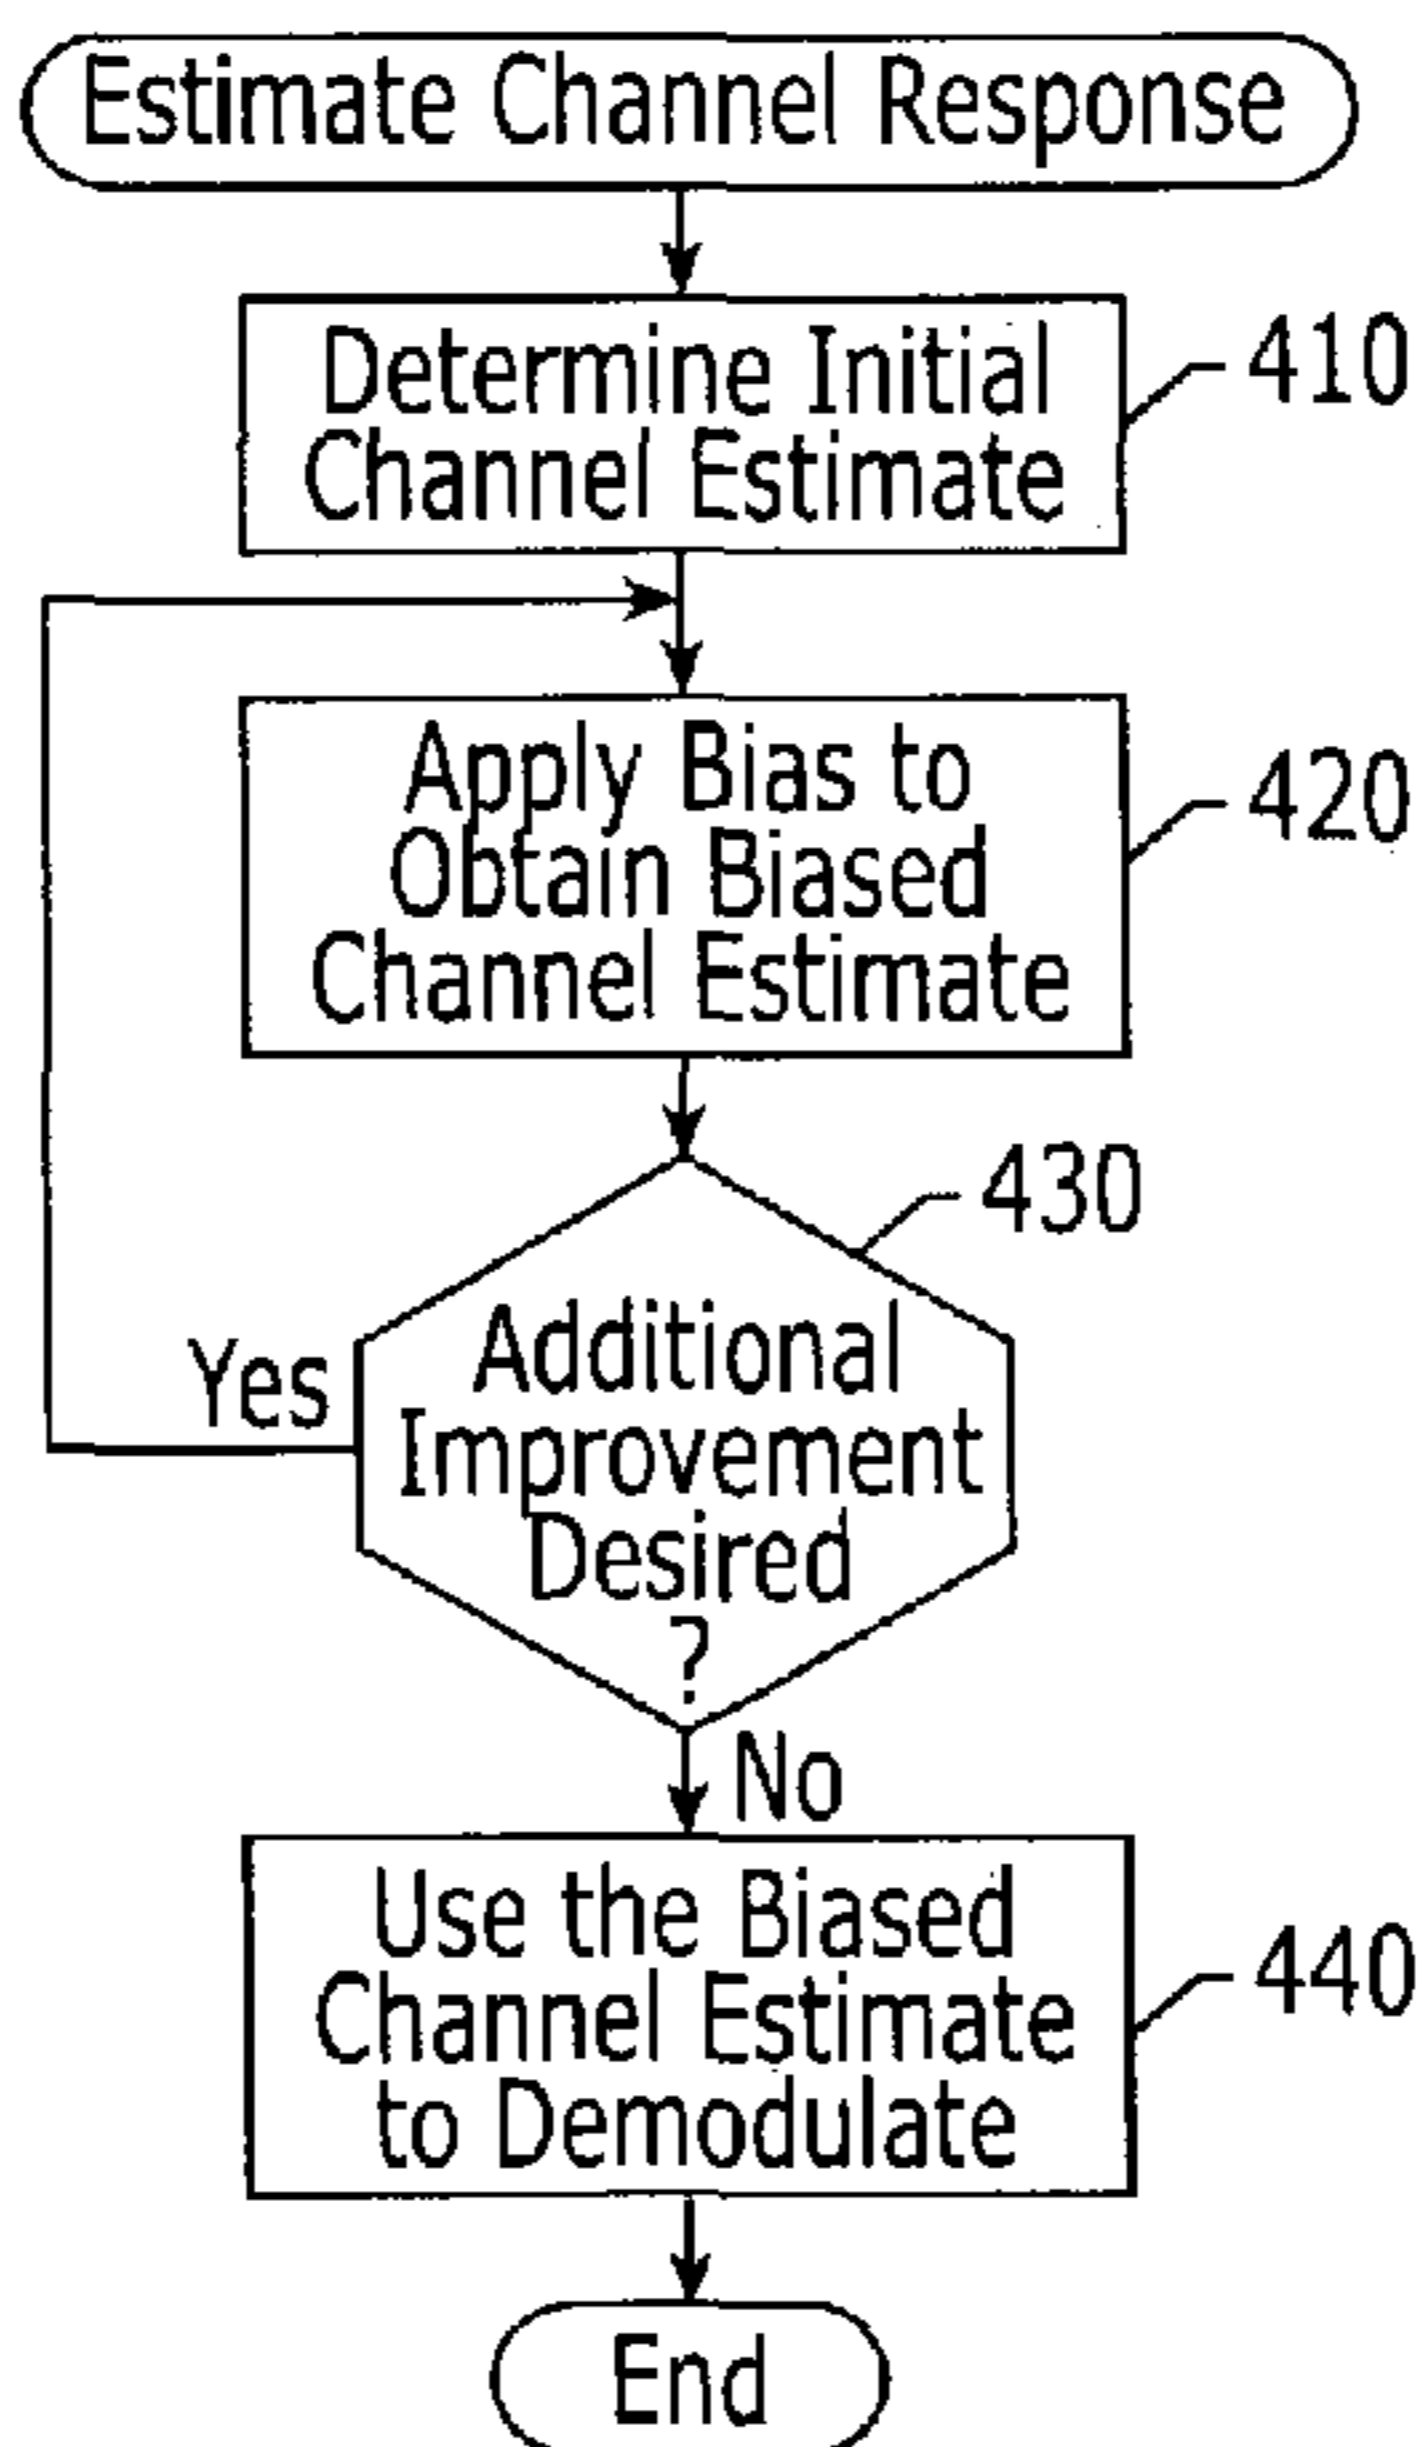 Estimate Channel Response
Determine Initial
Channel Estimate
410
Apply Bias to
Obtain Biased
Channel Estimate
420
430
Additional
Improvement
Desired
?
Yes
No
Use the Biased
Channel Estimate
to Demodulate
440
End